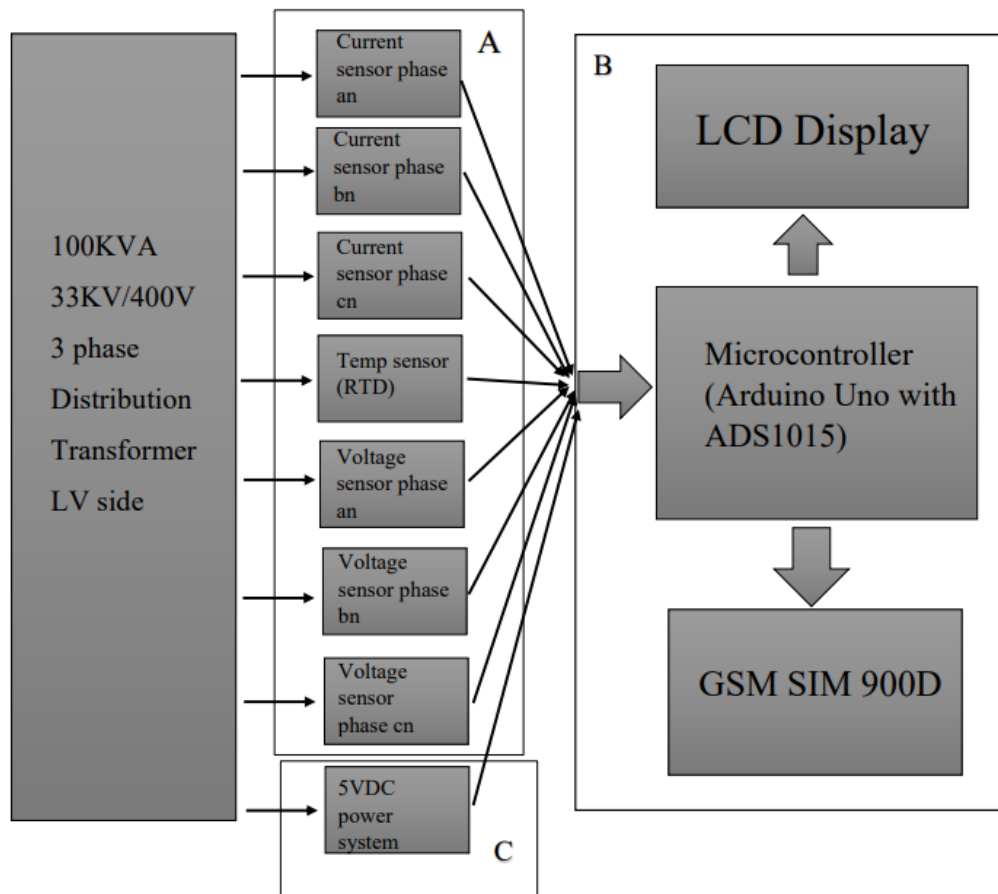 100KVA
33KV/400V
3 phase
Distribution
Transformer
LV side
A
Current
sensor phase
an
Current
sensor phase
bn
Current
sensor phase
cn
Temp sensor
(RTD)
Voltage
sensor phase
an
Voltage
sensor phase
bn
Voltage
sensor
phase cn
5VDC
power
system
C
B
LCD Display
Microcontroller
(Arduino Uno with
ADS1015)
GSM SIM 900D